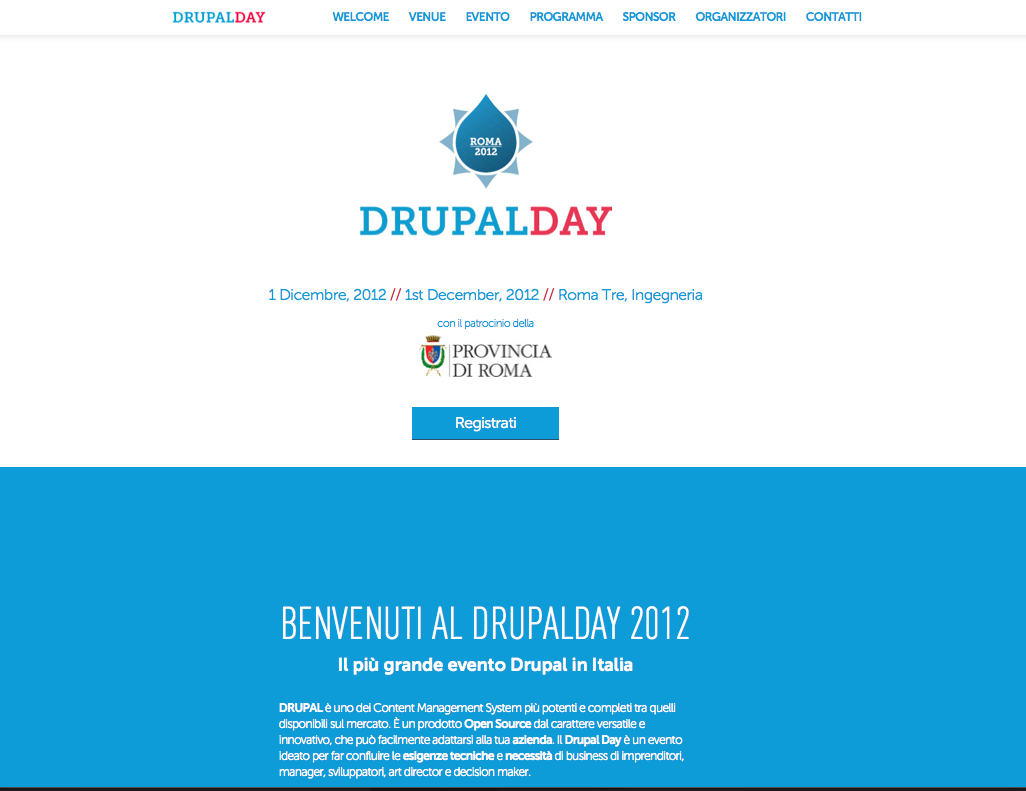 DRUPALDAY WELCOME VENUE EVENTO PROGRAMMA SPONSOR ORGANIZZATORI CONTATTI
ROMA
2012
DRUPALDAY
1 Dicembre, 2012 // 1st December, 2012 // Roma Tre, Ingegneria
con il patrocinio della
PROVINCIA
DI ROMA
Registrati
BENVENUTI AL DRUPALDAY 2012
Il più grande evento Drupal in Italia
DRUPAL è uno dei Content Management System più potenti e completi tra quelli
disponibili sul mercato. È un prodotto Open Source dal carattere versatile e
innovativo, che può facilmente adattarsi alla tua azienda. Il Drupal Day è un evento
ideato per far confluire le esigenze tecniche e necessità di business di imprenditori,
manager, sviluppatori, art director e decision maker.